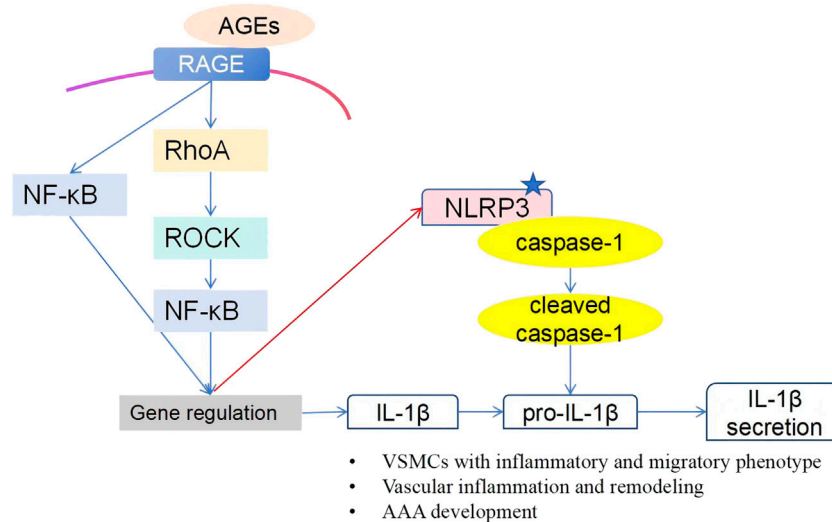 AGEs
RAGE
RhoA
NF-κB
NLRP3
ROCK
caspase-1
NF-κB
cleaved
caspase-1
Gene regulation
IL-1β
pro-IL-1β
IL-1β
secretion
• VSMCs with inflammatory and migratory phenotype
• Vascular inflammation and remodeling
• AAA development